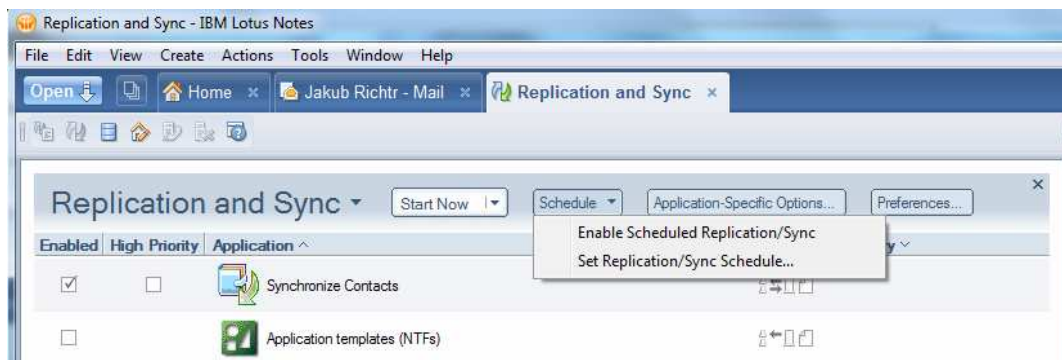 Replication and Sync - IBM Lotus Notes
File Edit View Create Actions Tools Window Help
Open Home Jakub Richtr - Mail Replication and Sync
Replication and Sync Start Now Schedule Application-Specific Options... Preferences...
Enable Scheduled Replication/Sync
Enabled High Priority Application y
Set Replication/Sync Schedule...
Synchronize Contacts
Application templates (NTFs)